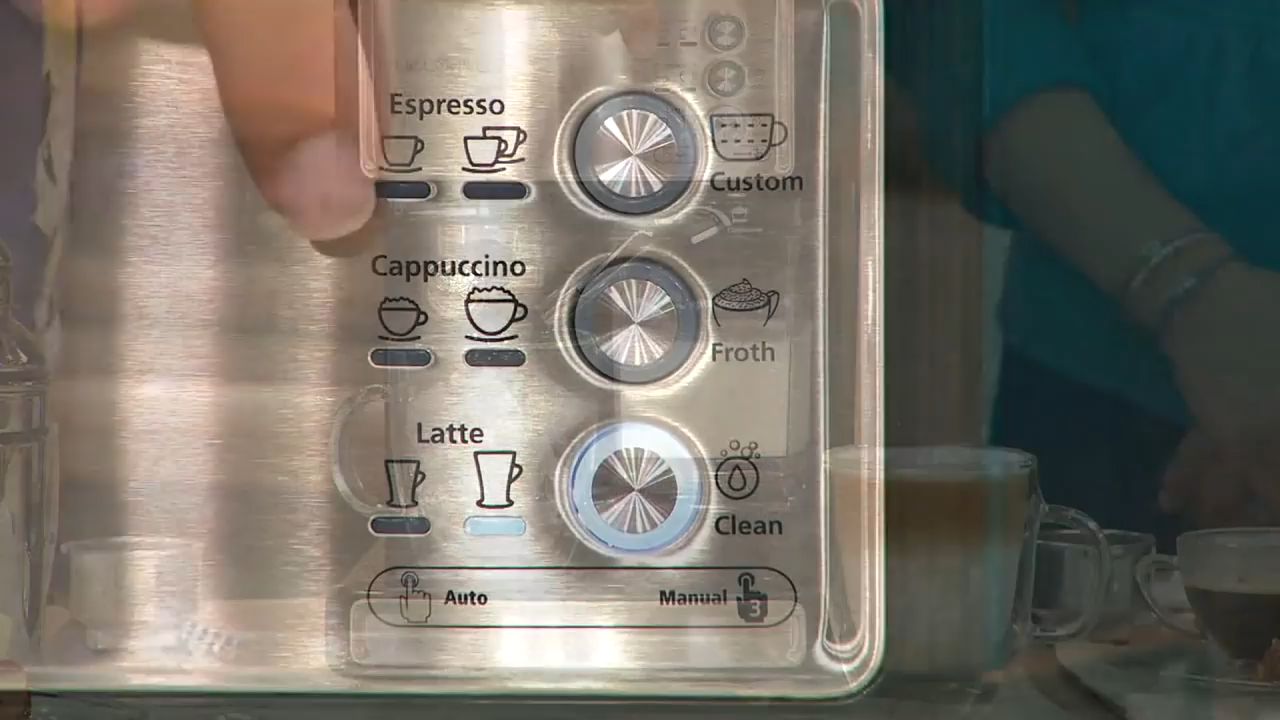 Espresso
Custom
Cappuccino
Froth
Latte
Clean
Auto
Manual
3